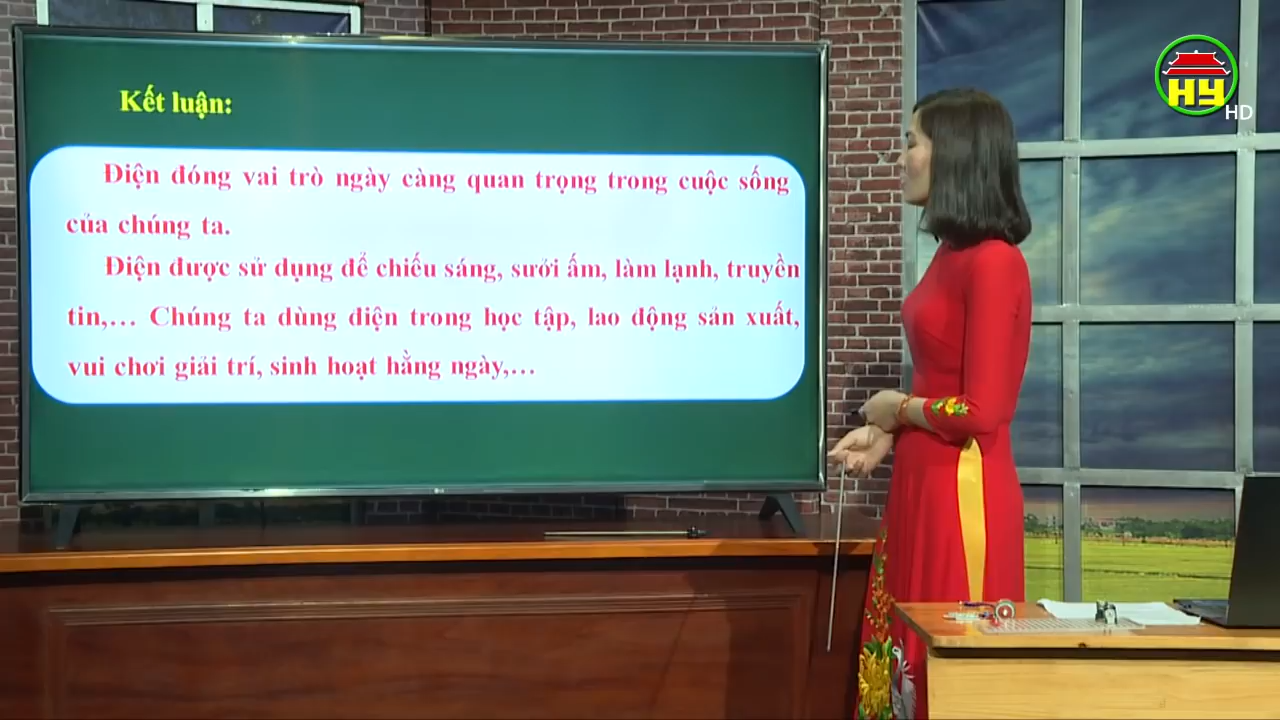 Kết luận:
Điện đóng vai trò ngày càng quan trọng trong cuộc sống
của chúng ta.
Điện được sử dụng để chiếu sáng, sưởi ấm, làm lạnh, truyền
tin,… Chúng ta dùng điện trong học tập, lao động sản xuất,
vui chơi giải trí, sinh hoạt hằng ngày,…
HY
HD
LG